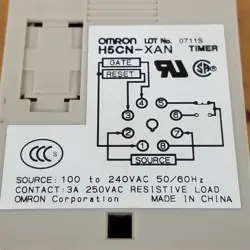 OMRON LOT No. 0711S
H5CN-XAN TIMER
GATE
RESET
4 5
3 6
2 7
1 8
SOURCE
SOURCE: 100 to 240VAC 50/60Hz
CONTACT: 3A 250VAC RESISTIVE LOAD
OMRON Corporation MADE IN CHINA